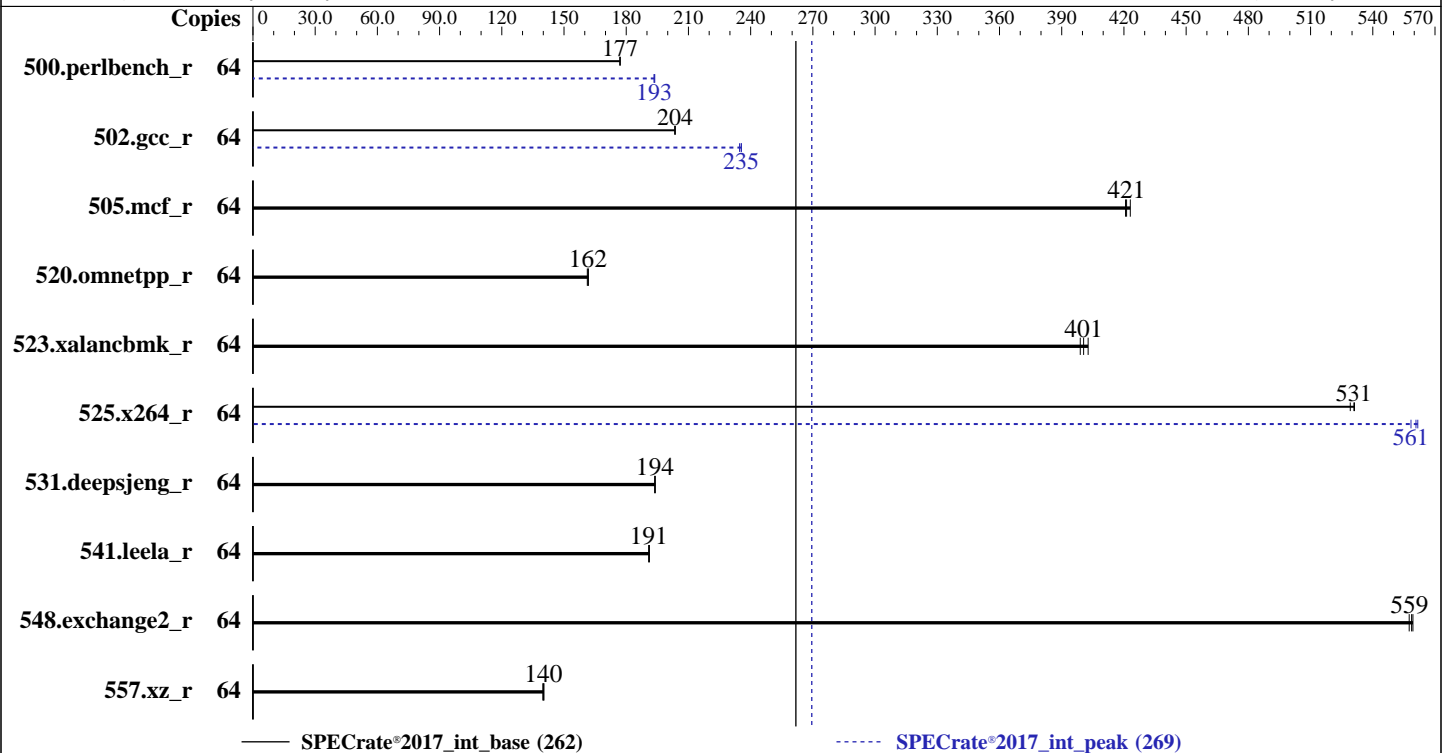 Copies 0 30.0 60.0 90.0 120 150 180 210 240 270 300 330 360 390 420 450 480 510 540 570
177
500.perlbench_r 64
193
204
502.gcc_r 64
235
421
505.mcf_r 64
162
520.omnetpp_r 64
401
523.xalancbmk_r 64
531
525.x264_r 64
561
194
531.deepsjeng_r 64
191
541.leela_r 64
559
548.exchange2_r 64
140
557.xz_r 64
SPECrate®2017_int_base (262) SPECrate®2017_int_peak (269)